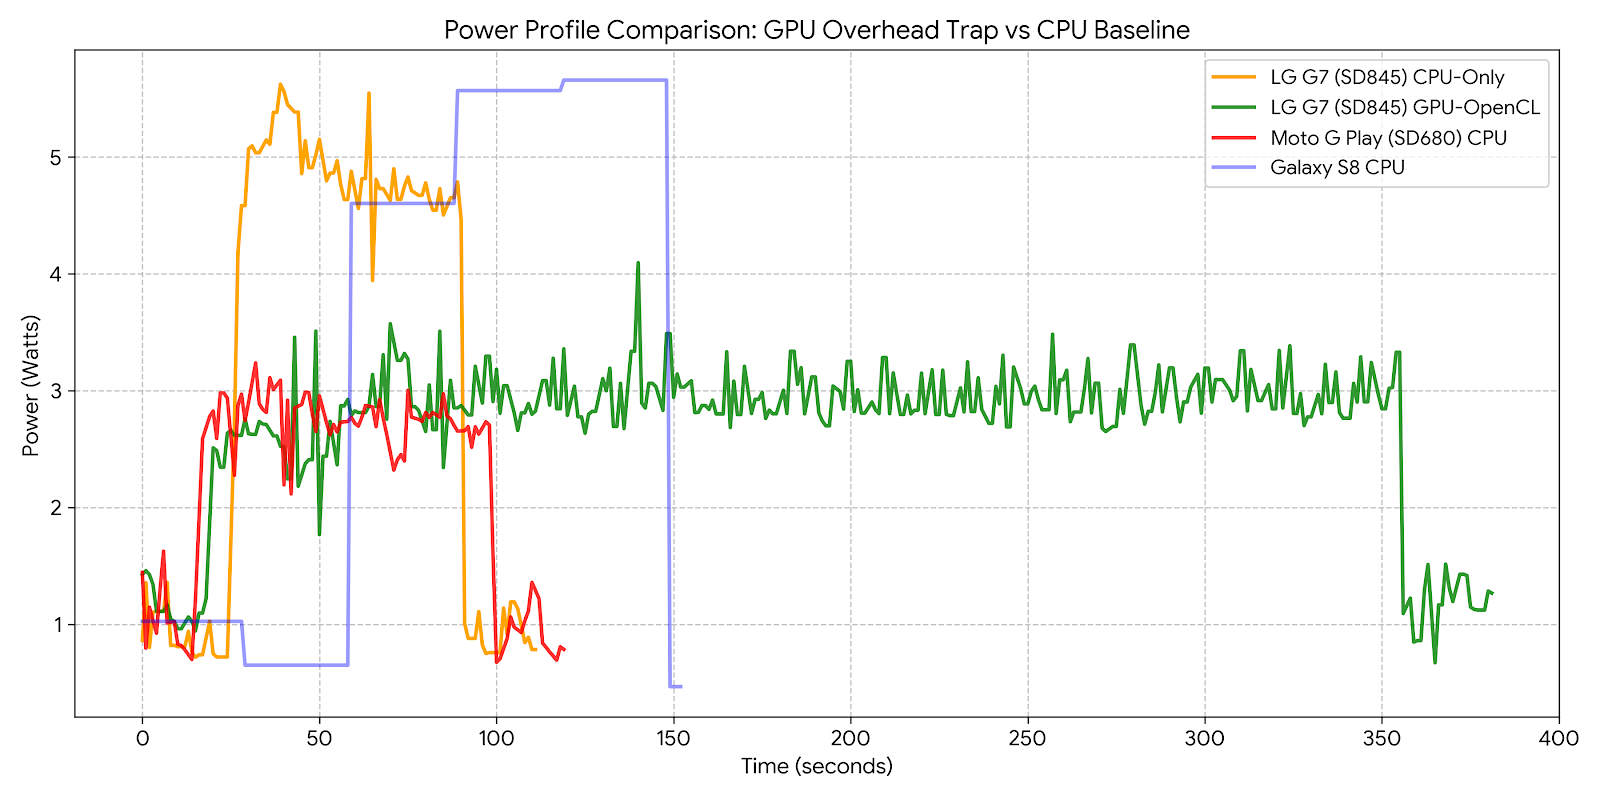 Power Profile Comparison: GPU Overhead Trap vs CPU Baseline
LG G7 (SD845) CPU-Only
LG G7 (SD845) GPU-OpenCL
Moto G Play (SD680) CPU
Galaxy S8 CPU
Power (Watts)
5
4
3
2
1
0 50 100 150 200 250 300 350 400
Time (seconds)